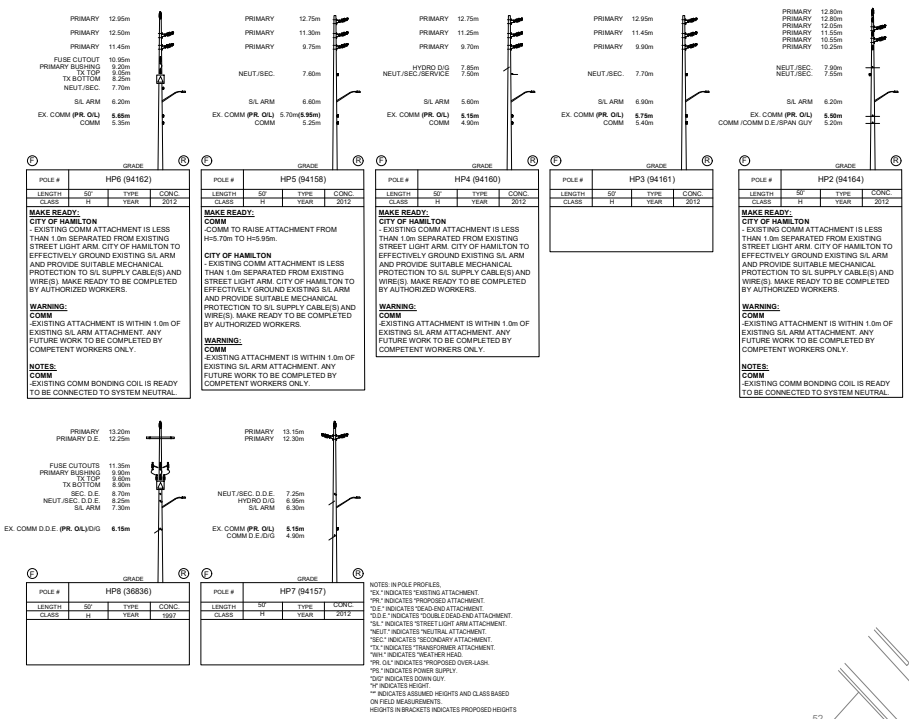 PRIMARY 12.95m
PRIMARY 12.50m
PRIMARY 11.45m
FUSE CUTOUT 10.95m
PRIMARY BUSHING 9.20m
TX TOP 9.05m
TX BOTTOM 8.25m
NEUT./SEC. 7.70m
S/L ARM 6.20m
EX. COMM (PR. O/L) 5.65m
COMM 5.35m
F
GRADE
R
POLE # HP6 (94162)
LENGTH 50' TYPE CONC.
CLASS H YEAR 2012
MAKE READY:
CITY OF HAMILTON
- EXISTING COMM ATTACHMENT IS LESS
THAN 1.0m SEPARATED FROM EXISTING
STREET LIGHT ARM. CITY OF HAMILTON TO
EFFECTIVELY GROUND EXISTING S/L ARM
AND PROVIDE SUITABLE MECHANICAL
PROTECTION TO S/L SUPPLY CABLE(S) AND
WIRE(S). MAKE READY TO BE COMPLETED
BY AUTHORIZED WORKERS.
WARNING:
COMM
-EXISTING ATTACHMENT IS WITHIN 1.0m OF
EXISTING S/L ARM ATTACHMENT. ANY
FUTURE WORK TO BE COMPLETED BY
COMPETENT WORKERS ONLY.
NOTES:
COMM
-EXISTING COMM BONDING COIL IS READY
TO BE CONNECTED TO SYSTEM NEUTRAL.
PRIMARY 12.75m
PRIMARY 11.30m
PRIMARY 9.75m
NEUT./SEC. 7.60m
S/L ARM 6.60m
EX. COMM (PR. O/L) 5.70m(5.95m)
COMM 5.25m
GRADE
POLE # HP5 (94158)
LENGTH 50' TYPE CONC.
CLASS H YEAR 2012
MAKE READY:
COMM
-COMM TO RAISE ATTACHMENT FROM
H=5.70m TO H=5.95m.
CITY OF HAMILTON
- EXISTING COMM ATTACHMENT IS LESS
THAN 1.0m SEPARATED FROM EXISTING
STREET LIGHT ARM. CITY OF HAMILTON TO
EFFECTIVELY GROUND EXISTING S/L ARM
AND PROVIDE SUITABLE MECHANICAL
PROTECTION TO S/L SUPPLY CABLE(S) AND
WIRE(S). MAKE READY TO BE COMPLETED
BY AUTHORIZED WORKERS.
WARNING:
COMM
-EXISTING ATTACHMENT IS WITHIN 1.0m OF
EXISTING S/L ARM ATTACHMENT. ANY
FUTURE WORK TO BE COMPLETED BY
COMPETENT WORKERS ONLY.
PRIMARY 12.75m
PRIMARY 11.25m
PRIMARY 9.70m
HYDRO D/G 7.85m
NEUT./SEC./SERVICE 7.50m
S/L ARM 5.60m
EX. COMM (PR. O/L) 5.15m
COMM 4.90m
F
GRADE
R
POLE # HP4 (94160)
LENGTH 50' TYPE CONC.
CLASS H YEAR 2012
MAKE READY:
CITY OF HAMILTON
- EXISTING COMM ATTACHMENT IS LESS
THAN 1.0m SEPARATED FROM EXISTING
STREET LIGHT ARM. CITY OF HAMILTON TO
EFFECTIVELY GROUND EXISTING S/L ARM
AND PROVIDE SUITABLE MECHANICAL
PROTECTION TO S/L SUPPLY CABLE(S) AND
WIRE(S). MAKE READY TO BE COMPLETED
BY AUTHORIZED WORKERS.
WARNING:
COMM
-EXISTING ATTACHMENT IS WITHIN 1.0m OF
EXISTING S/L ARM ATTACHMENT. ANY
FUTURE WORK TO BE COMPLETED BY
COMPETENT WORKERS ONLY.
PRIMARY 12.95m
PRIMARY 11.45m
PRIMARY 9.90m
NEUT./SEC. 7.70m
S/L ARM 6.90m
EX. COMM (PR. O/L) 5.75m
COMM 5.40m
F
GRADE
R
POLE # HP3 (94161)
LENGTH 50' TYPE CONC.
CLASS H YEAR 2012
PRIMARY 12.80m
PRIMARY 12.80m
PRIMARY 12.05m
PRIMARY 11.55m
PRIMARY 10.55m
PRIMARY 10.25m
NEUT./SEC. 7.90m
NEUT./SEC. 7.55m
S/L ARM 6.20m
EX. COMM (PR. O/L) 5.50m
COMM /COMM D.E./SPAN GUY 5.20m
F
GRADE
R
POLE # HP2 (94164)
LENGTH 50' TYPE CONC.
CLASS H YEAR 2012
MAKE READY:
CITY OF HAMILTON
- EXISTING COMM ATTACHMENT IS LESS
THAN 1.0m SEPARATED FROM EXISTING
STREET LIGHT ARM. CITY OF HAMILTON TO
EFFECTIVELY GROUND EXISTING S/L ARM
AND PROVIDE SUITABLE MECHANICAL
PROTECTION TO S/L SUPPLY CABLE(S) AND
WIRE(S). MAKE READY TO BE COMPLETED
BY AUTHORIZED WORKERS.
WARNING:
COMM
-EXISTING ATTACHMENT IS WITHIN 1.0m OF
EXISTING S/L ARM ATTACHMENT. ANY
FUTURE WORK TO BE COMPLETED BY
COMPETENT WORKERS ONLY.
NOTES:
COMM
-EXISTING COMM BONDING COIL IS READY
TO BE CONNECTED TO SYSTEM NEUTRAL.
PRIMARY 13.20m
PRIMARY D.E. 12.25m
FUSE CUTOUTS 11.35m
PRIMARY BUSHING 9.90m
TX TOP 9.60m
TX BOTTOM 8.90m
SEC. D.E. 8.70m
NEUT./SEC. D.D.E. 8.25m
S/L ARM 7.30m
EX. COMM D.D.E. (PR. O/L)/D/G 6.15m
F
GRADE
R
POLE # HP8 (36836)
LENGTH 50' TYPE CONC.
CLASS H YEAR 1997
PRIMARY 13.15m
PRIMARY 12.30m
NEUT./SEC. D.D.E. 7.25m
HYDRO D/G 6.95m
S/L ARM 6.30m
EX. COMM (PR. O/L) 5.15m
COMM D.E./D/G 4.90m
GRADE
POLE # HP7 (94157)
LENGTH 50' TYPE CONC.
CLASS H YEAR 2012
NOTES: IN POLE PROFILES,
"EX." INDICATES "EXISTING ATTACHMENT.
"PR." INDICATES "PROPOSED ATTACHMENT.
"D.E." INDICATES "DEAD-END ATTACHMENT.
"D.D.E." INDICATES "DOUBLE DEAD-END ATTACHMENT.
"S/L." INDICATES "STREET LIGHT ARM ATTACHMENT.
"NEUT." INDICATES "NEUTRAL ATTACHMENT.
"SEC." INDICATES "SECONDARY ATTACHMENT.
"TX." INDICATES "TRANSFORMER ATTACHMENT.
"WH." INDICATES "WEATHER HEAD.
"PR. O/L" INDICATES "PROPOSED OVER-LASH.
"PS." INDICATES POWER SUPPLY.
"D/G" INDICATES DOWN GUY.
"H" INDICATES HEIGHT.
"*" INDICATES ASSUMED HEIGHTS AND CLASS BASED
ON FIELD MEASUREMENTS.
HEIGHTS IN BRACKETS INDICATES PROPOSED HEIGHTS
52